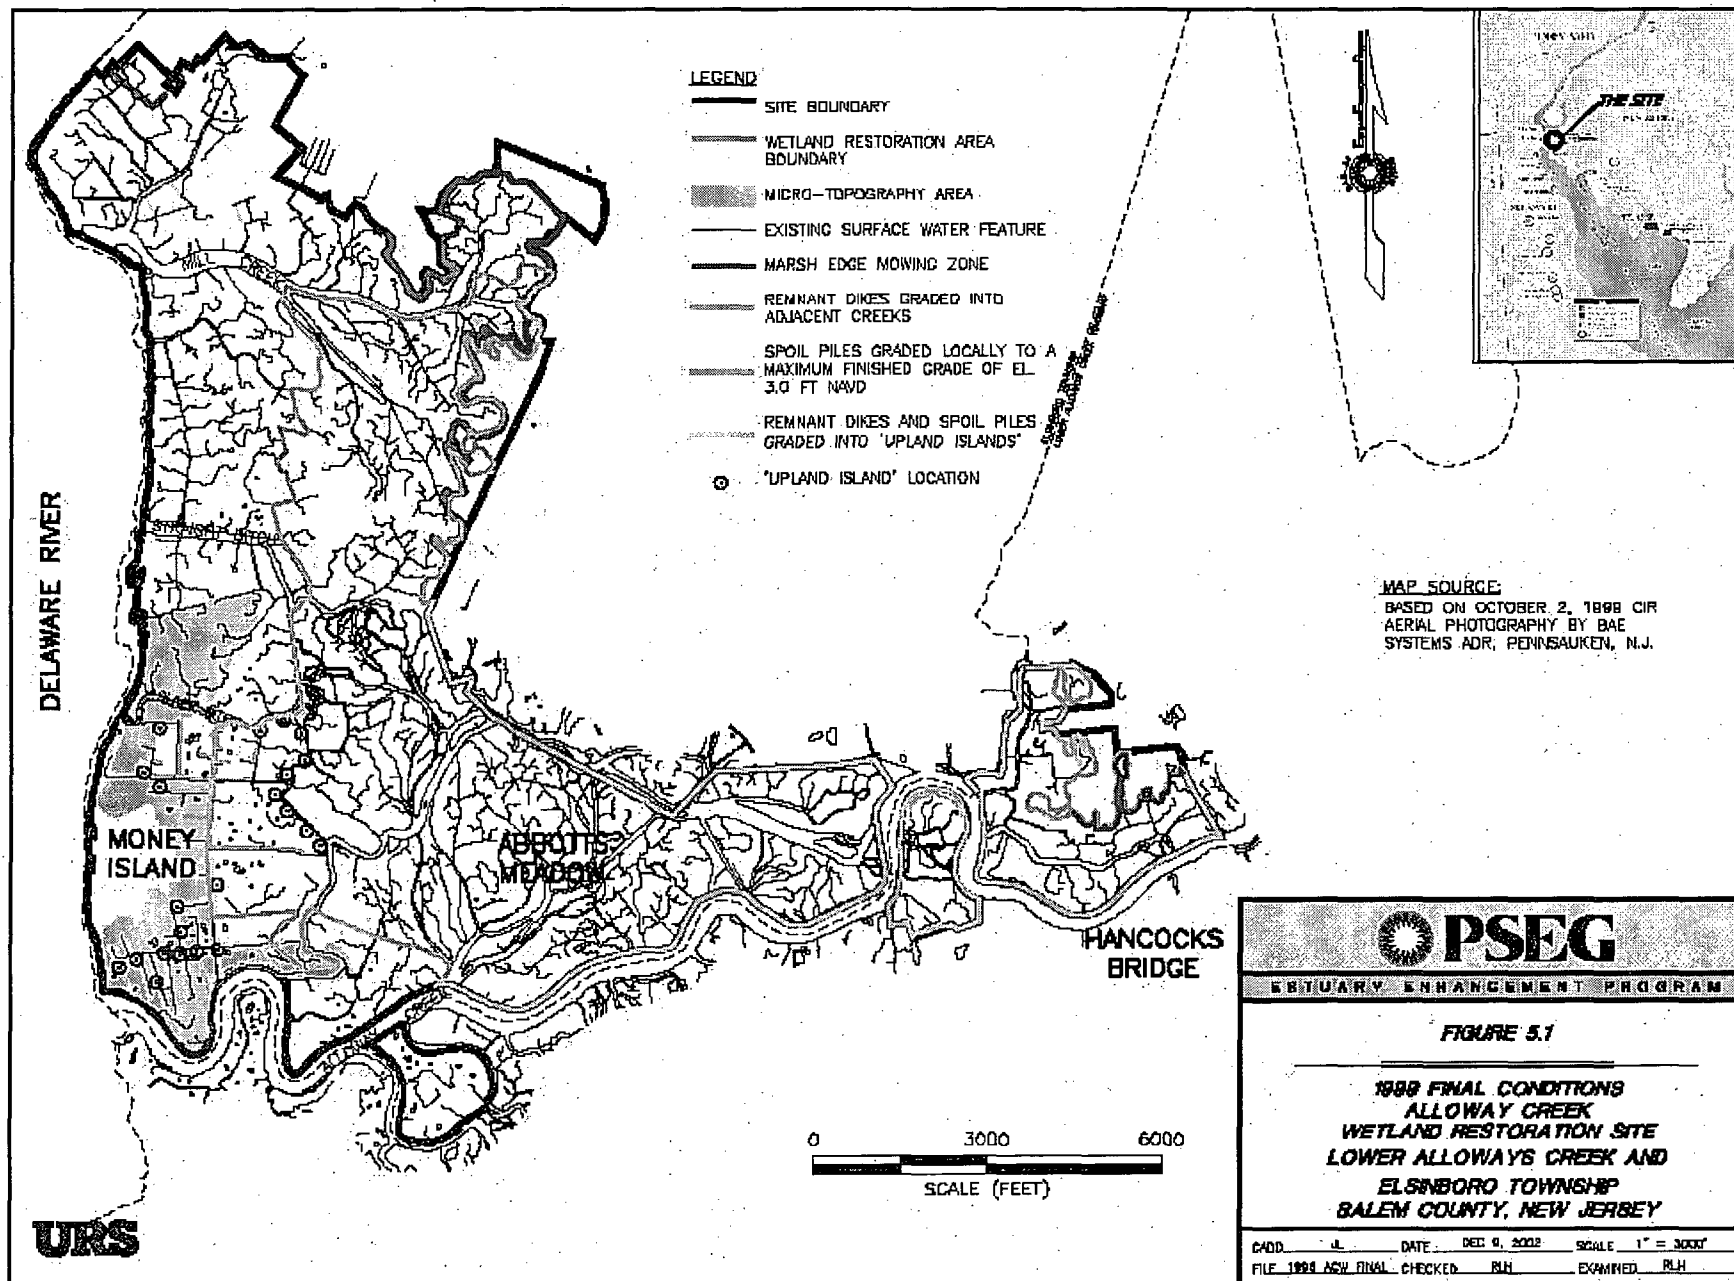 LEGEND
SITE BOUNDARY
WETLAND RESTORATION AREA
BOUNDARY
MICRO-TOPOGRAPHY AREA
EXISTING SURFACE WATER FEATURE
MARSH EDGE MOWING ZONE
REMNANT DIKES GRADED INTO
ADJACENT CREEKS
SPOIL PILES GRADED LOCALLY TO A
MAXIMUM FINISHED GRADE OF EL
3.0 FT NAVD
REMNANT DIKES AND SPOIL PILES
GRADED INTO 'UPLAND ISLANDS'
'UPLAND ISLAND' LOCATION
THE SITE
MAP SOURCE:
BASED ON OCTOBER 2, 1999 CIR
AERIAL PHOTOGRAPHY BY BAE
SYSTEMS ADR, PENNSAUKEN, N.J.
DELAWARE RIVER
MILL CREEK
STRAIGHT DITCH
MONEY
ISLAND
ABBOTTS
MEADOW
HANCOCKS
BRIDGE
0 3000 6000
SCALE (FEET)
URS
PSEG
ESTUARY ENHANCEMENT PROGRAM
FIGURE 5.1
1999 FINAL CONDITIONS
ALLOWAY CREEK
WETLAND RESTORATION SITE
LOWER ALLOWAYS CREEK AND
ELSINBORO TOWNSHIP
SALEM COUNTY, NEW JERSEY
CADD JL DATE: DEC 9, 2002 SCALE 1" = 3000'
FILE 1999 ACW FINAL CHECKED RLH EXAMINED RLH